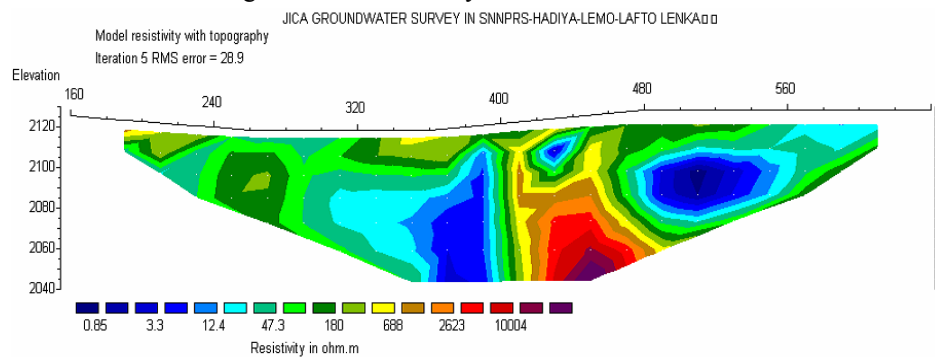 JICA GROUNDWATER SURVEY IN SNNPRS-HADIYA-LEMO-LAFTO LENKA□□
Model resistivity with topography
Iteration 5 RMS error = 28.9
Elevation
160 240 320 400 480 560
2120
2100
2080
2060
2040
0.85 3.3 12.4 47.3 180 688 2623 10004
Resistivity in ohm.m